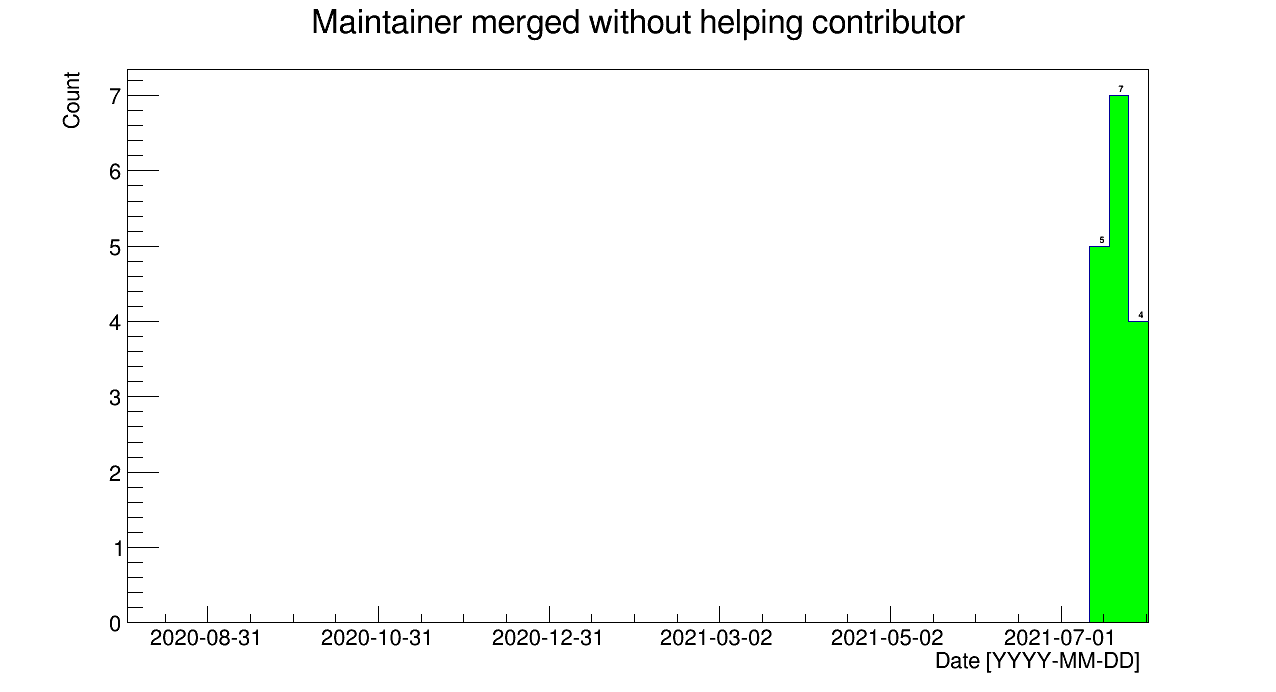 Maintainer merged without helping contributor
Count
7
6
5
4
3
2
1
0
5
7
4
2020-08-31 2020-10-31 2020-12-31 2021-03-02 2021-05-02 2021-07-01
Date [YYYY-MM-DD]